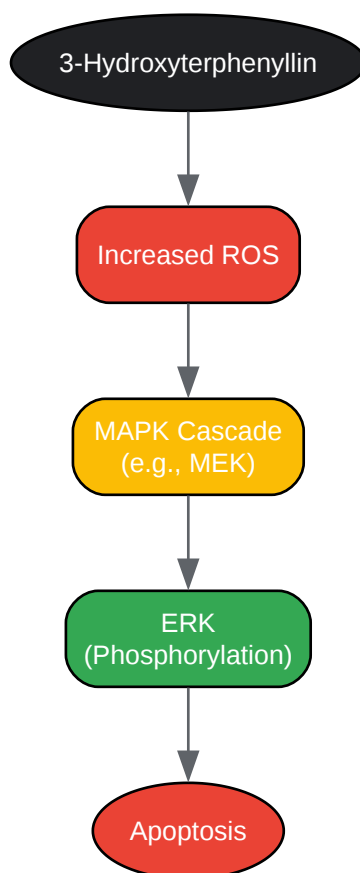 3-Hydroxyterphenyllin
Increased ROS
MAPK Cascade
(e.g., MEK)
ERK
(Phosphorylation)
Apoptosis